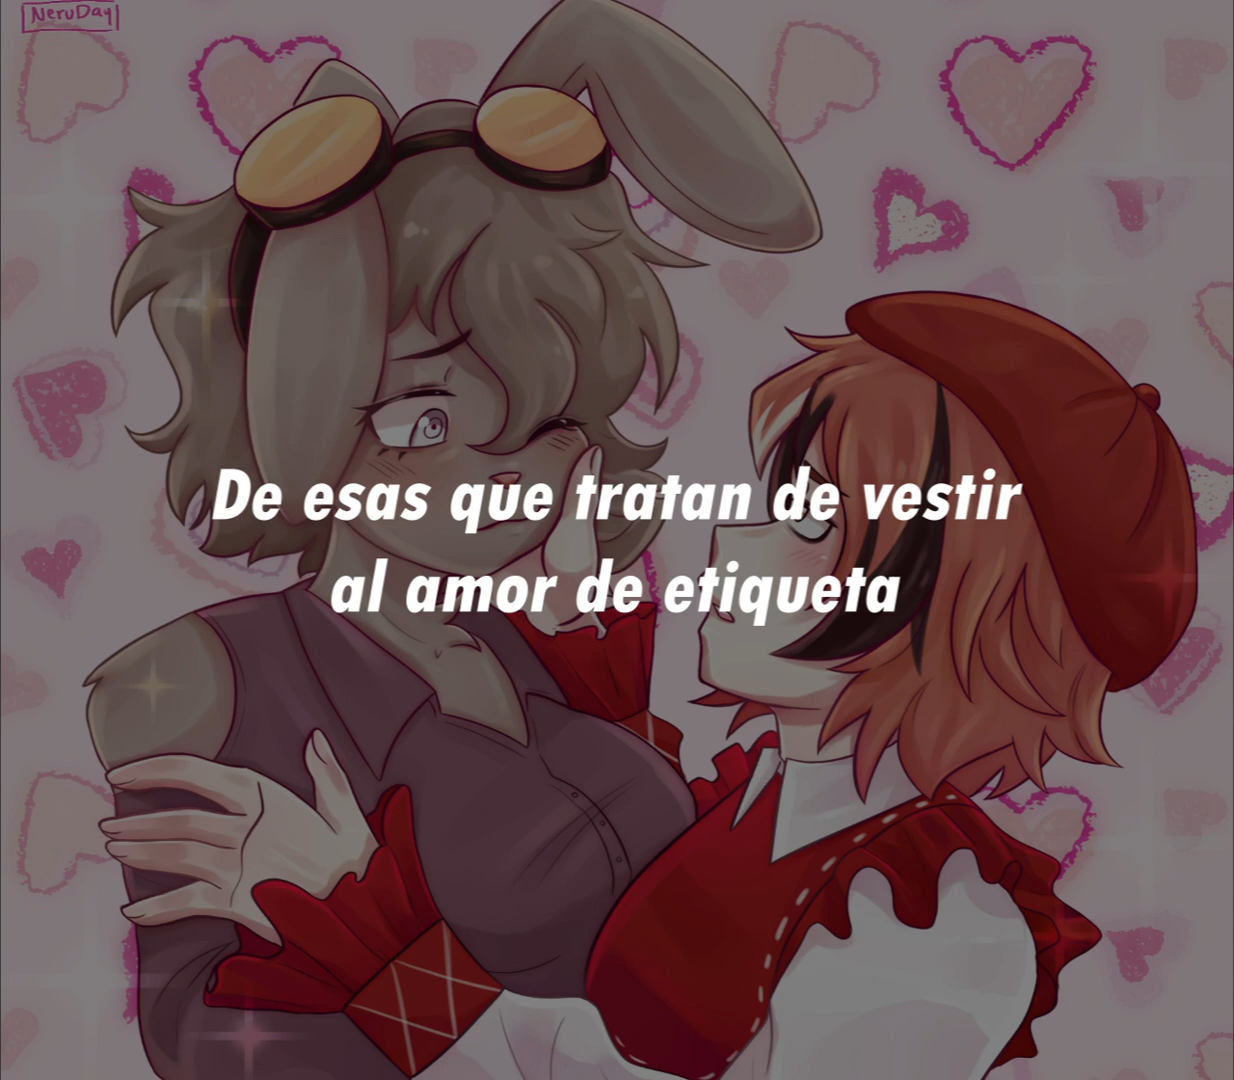 NeruDay
De esas que tratan de vestir
al amor de etiqueta